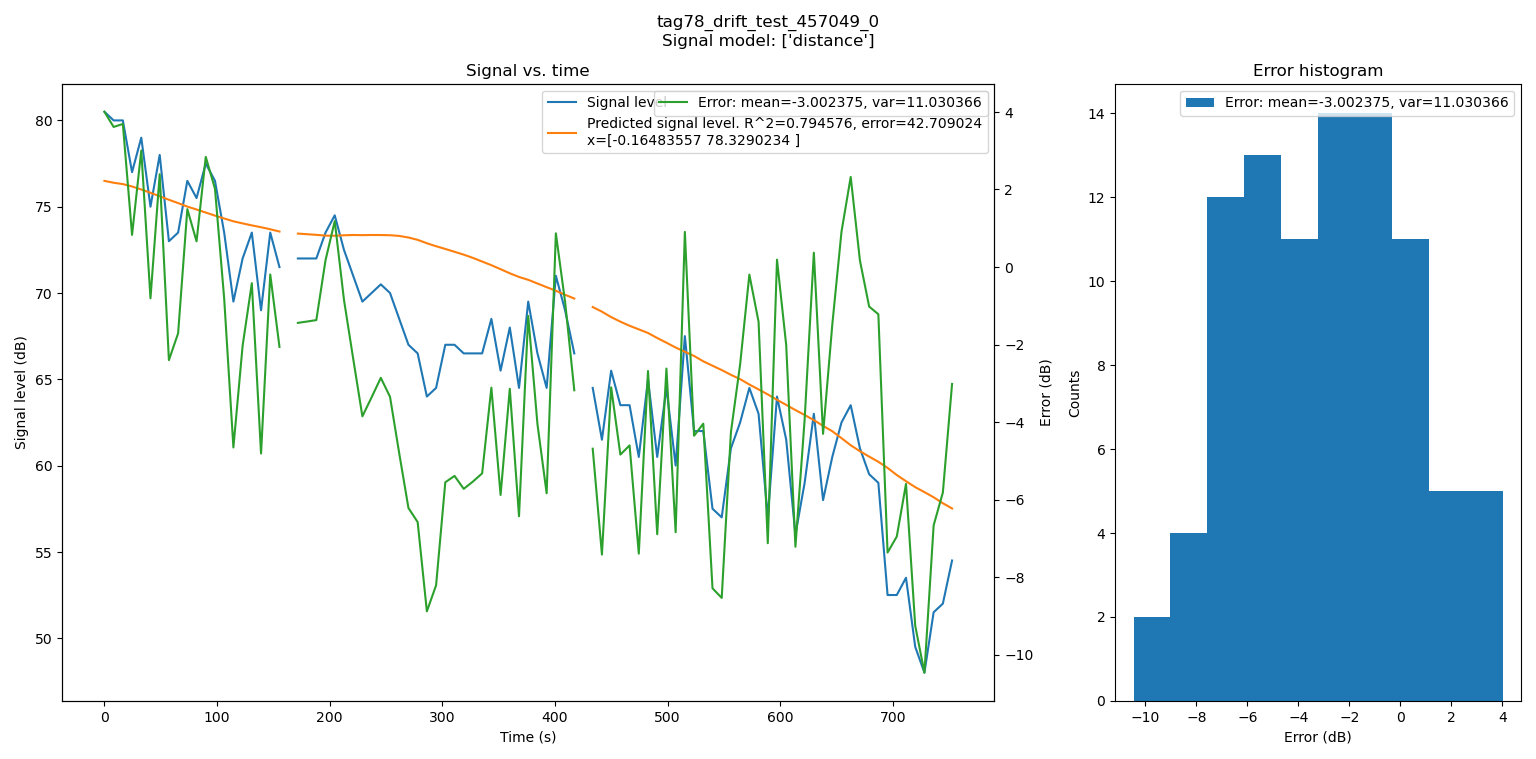 tag78_drift_test_457049_0
Signal model: ['distance']
Signal vs. time
Signal level
Error: mean=-3.002375, var=11.030366
Predicted signal level. R^2=0.794576, error=42.709024
x=[-0.16483557 78.3290234 ]
80
75
70
65
60
55
50
Signal level (dB)
0
100
200
300
400
500
600
700
Time (s)
4
2
0
−2
−4
−6
−8
−10
Error (dB)
Error histogram
Error: mean=-3.002375, var=11.030366
14
12
10
8
6
4
2
0
Counts
−10
−8
−6
−4
−2
0
2
4
Error (dB)